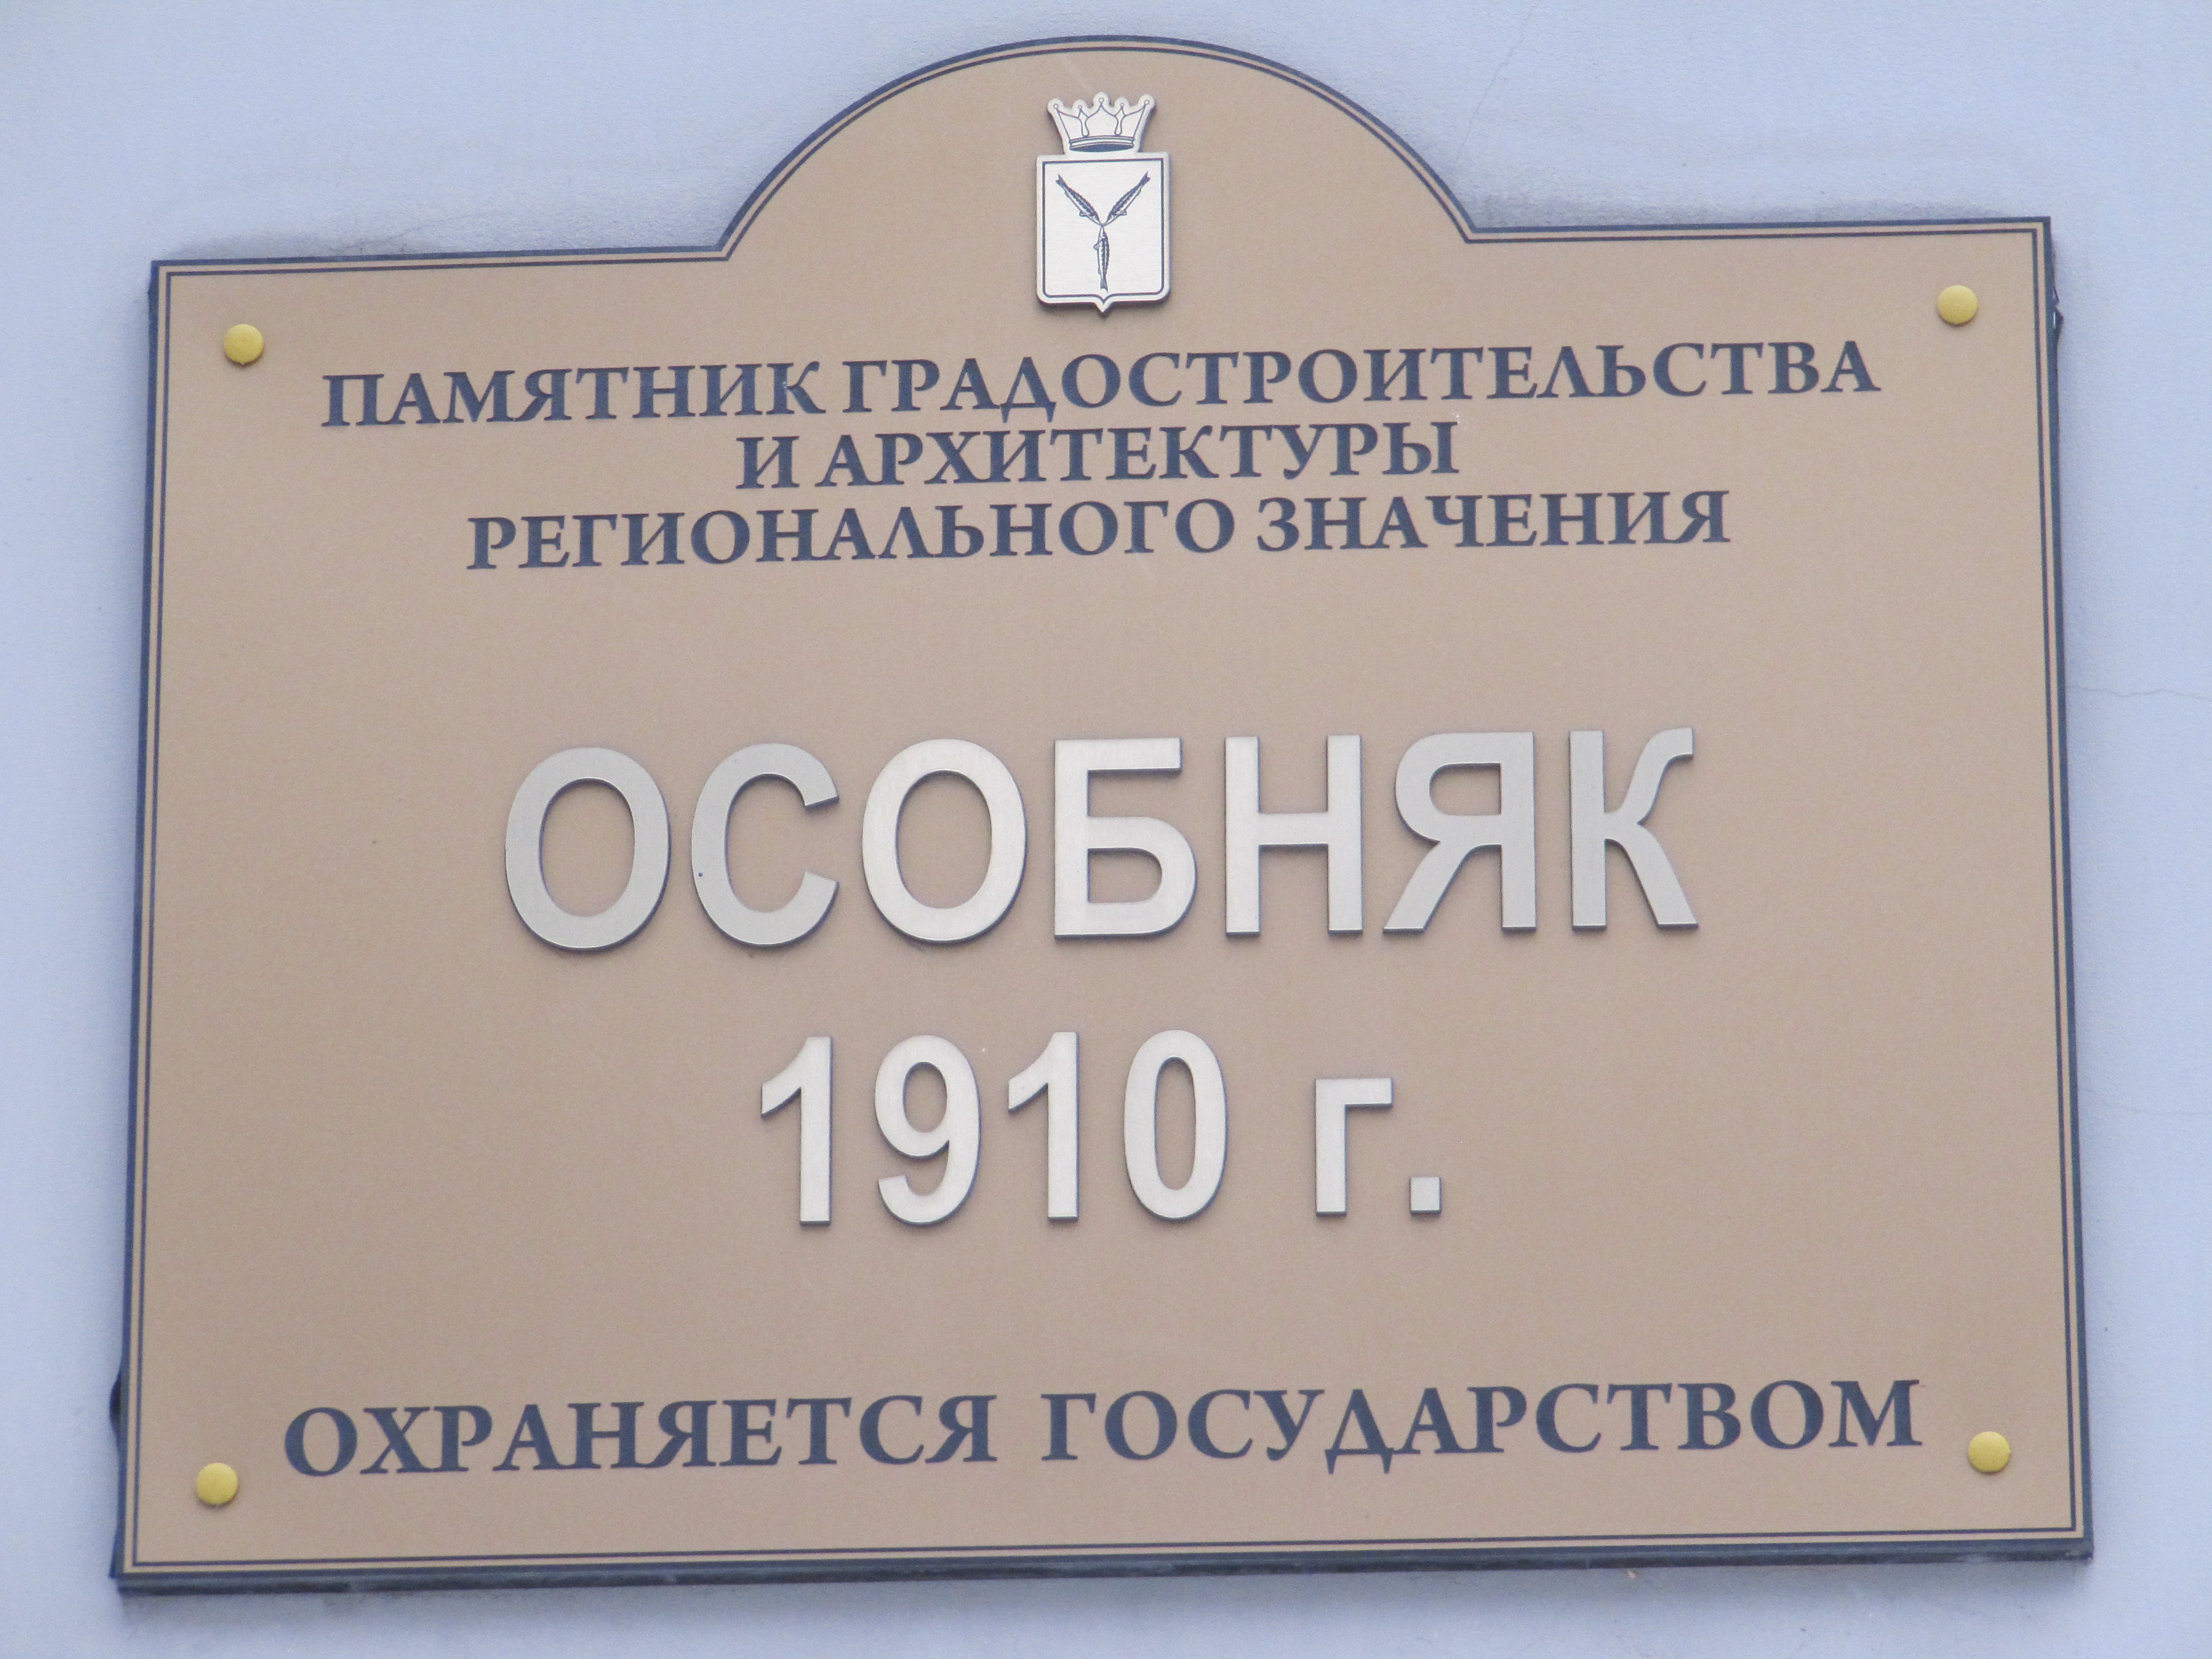 ПАМЯТНИК ГРАДОСТРОИТЕЛЬСТВА
И АРХИТЕКТУРЫ
РЕГИОНАЛЬНОГО ЗНАЧЕНИЯ
ОСОБНЯК
1910 г.
ОХРАНЯЕТСЯ ГОСУДАРСТВОМ